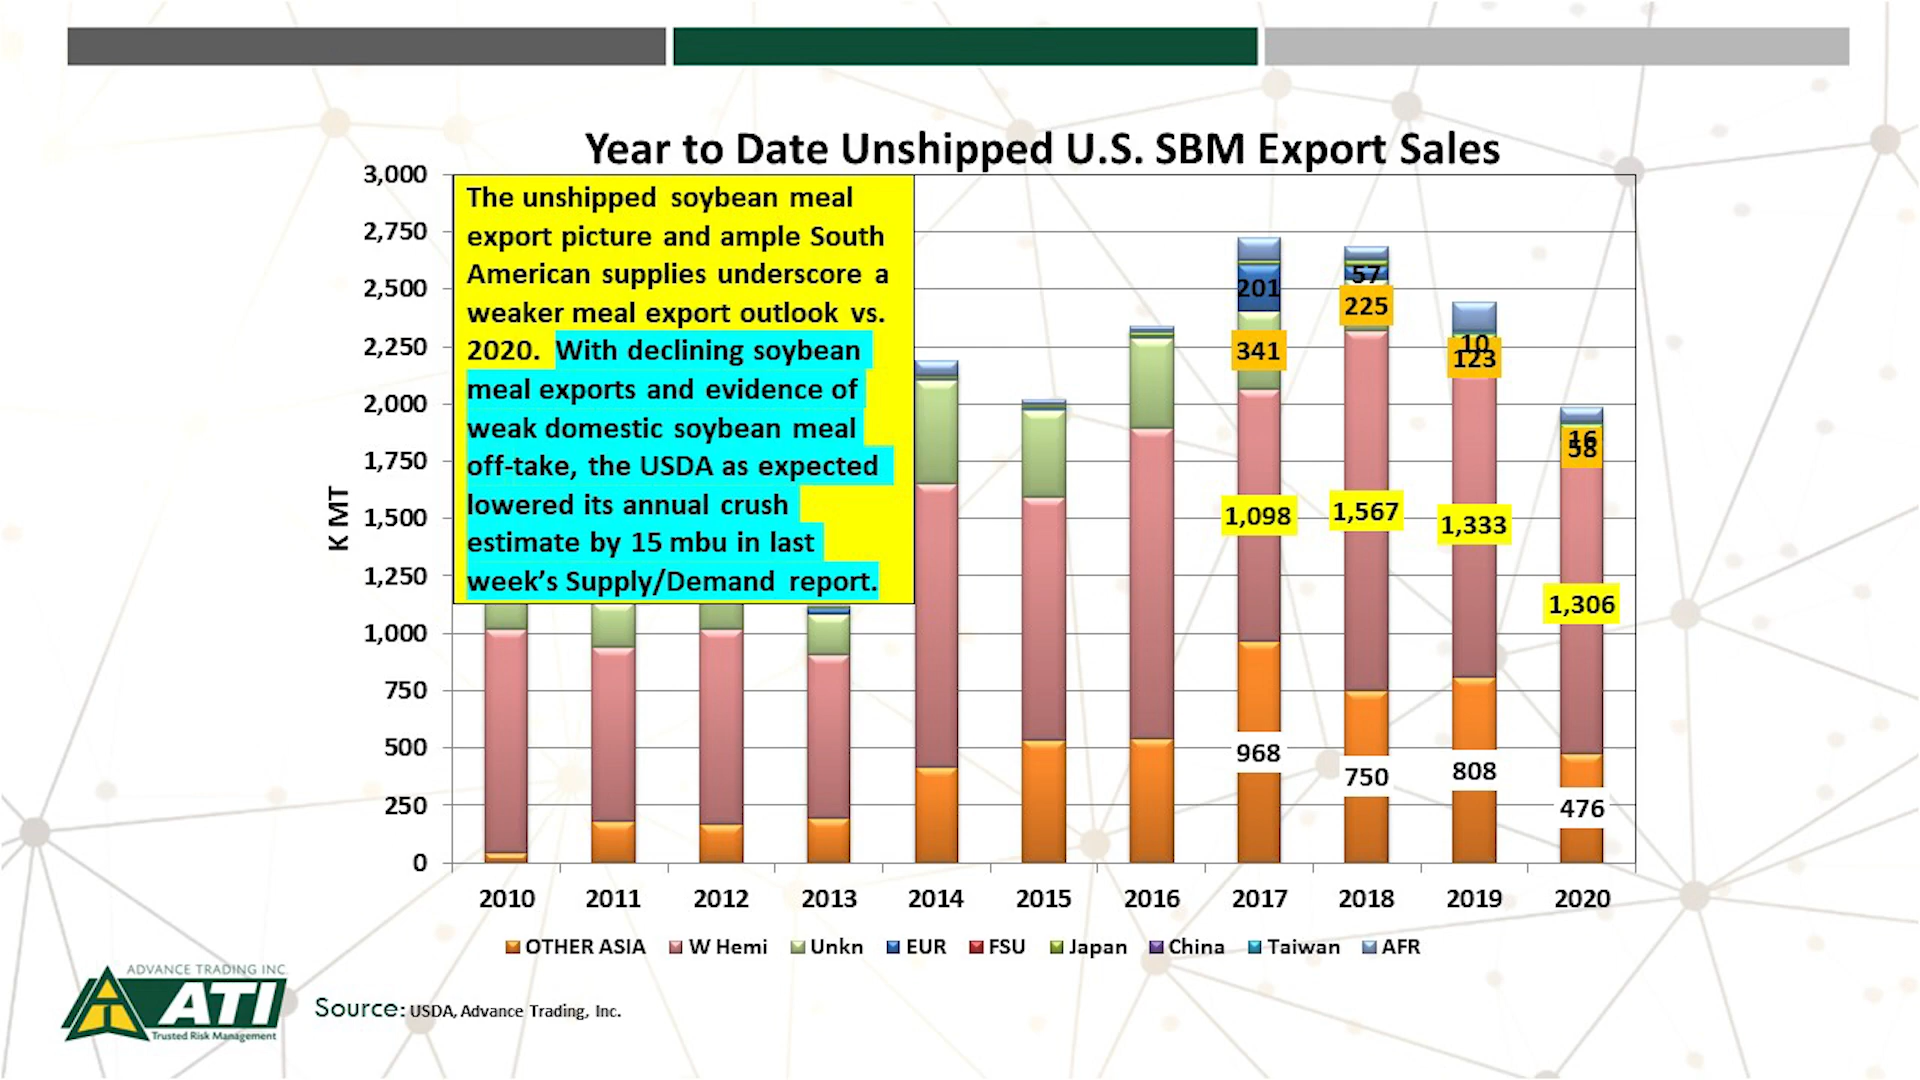 Year to Date Unshipped U.S. SBM Export Sales
3,000
2,750
2,500
2,250
2,000
1,750
1,500
1,250
1,000
750
500
250
0
K MT
The unshipped soybean meal
export picture and ample South
American supplies underscore a
weaker meal export outlook vs.
2020. With declining soybean
meal exports and evidence of
weak domestic soybean meal
off-take, the USDA as expected
lowered its annual crush
estimate by 15 mbu in last
week's Supply/Demand report.
201
341
1,098
968
57
225
1,567
750
10
123
1,333
808
16
58
1,306
476
2010 2011 2012 2013 2014 2015 2016 2017 2018 2019 2020
OTHER ASIA W Hemi Unkn EUR FSU Japan China Taiwan AFR
ADVANCE TRADING INC.
ATI
Trusted Risk Management
Source: USDA, Advance Trading, Inc.